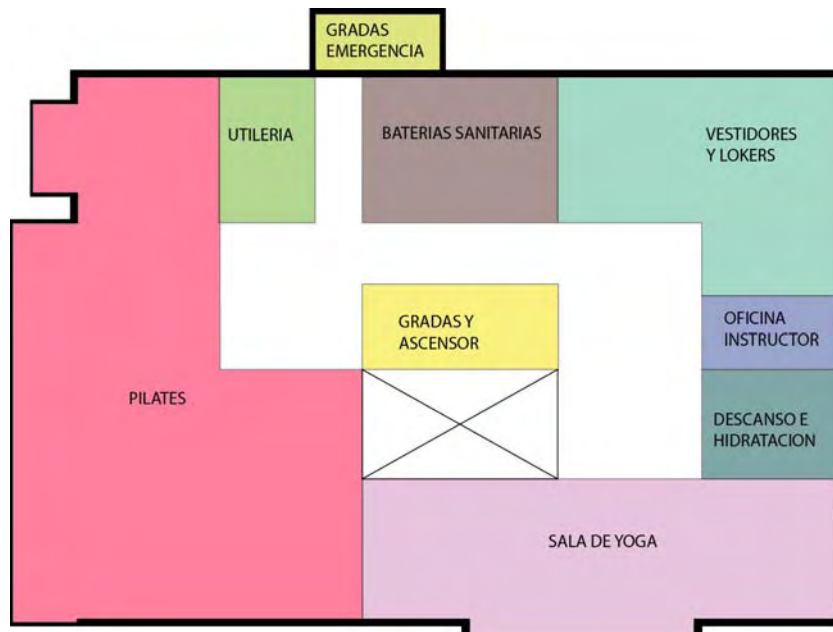 GRADAS
EMERGENCIA
UTILERIA
BATERIAS SANITARIAS
VESTIDORES
Y LOKERS
GRADAS Y
ASCENSOR
OFICINA
INSTRUCTOR
PILATES
DESCANSO E
HIDRATACION
SALA DE YOGA